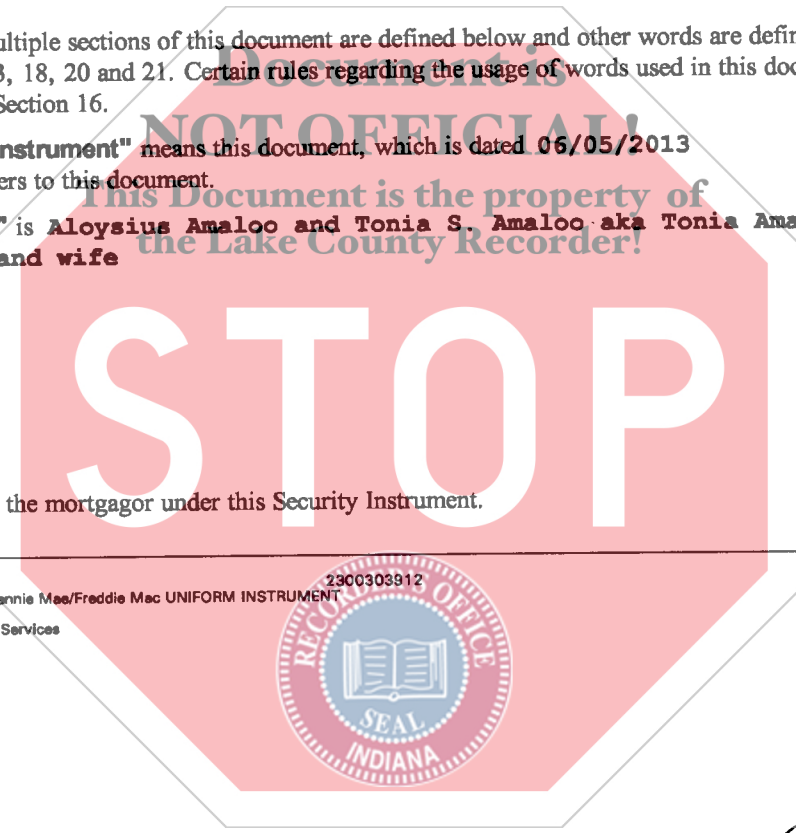 ultiple sections of this document are defined below and other words are defin
3, 18, 20 and 21. Certain rules regarding the usage of words used in this doc
Section 16.
Document is
NOT OFFICIAL!
nstrument" means this document, which is dated 06/05/2013
ers to this document.
This Document is the property of
" is Aloysius Amaloo and Tonia S. Amaloo aka Tonia Ama
the Lake County Recorder!
and wife
STOP
the mortgagor under this Security Instrument.
2300303912
annie Mae/Freddie Mac UNIFORM INSTRUMENT
Services
RECORDER'S OFFICE
SEAL
INDIANA